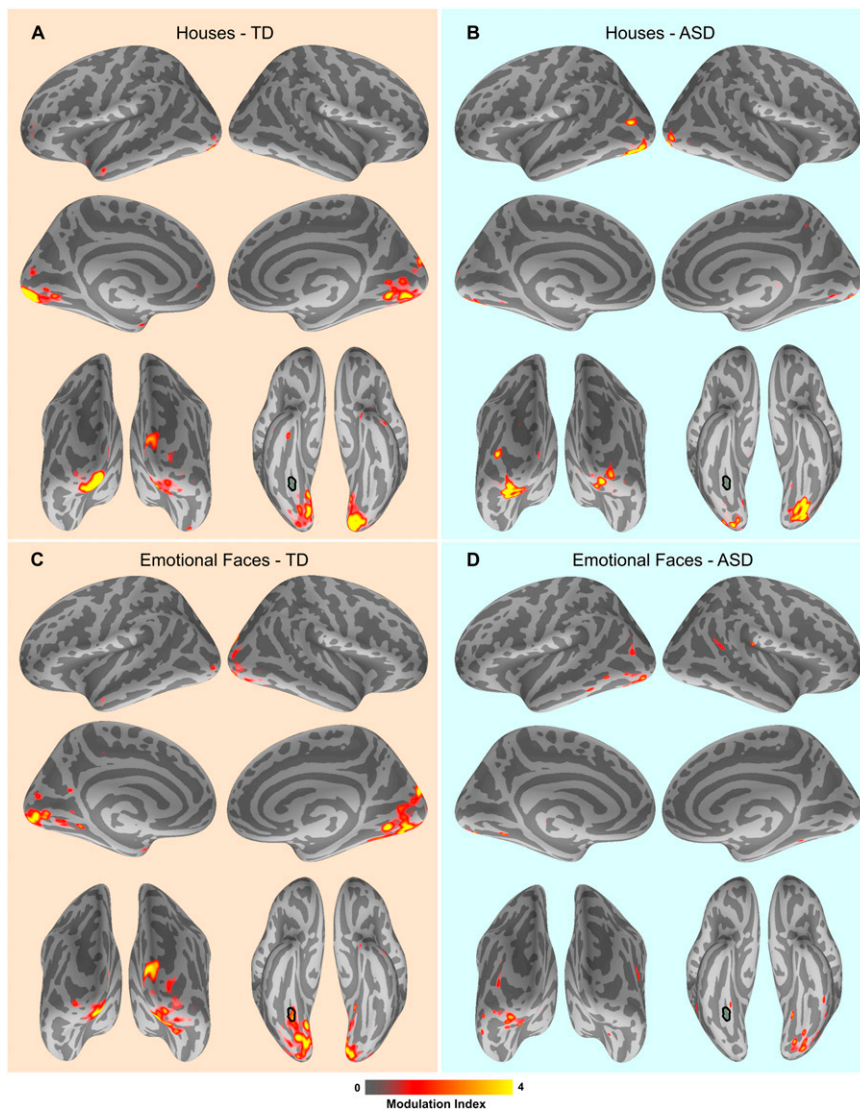 A Houses - TD
B Houses - ASD
C Emotional Faces - TD
D Emotional Faces - ASD
0 4
Modulation Index